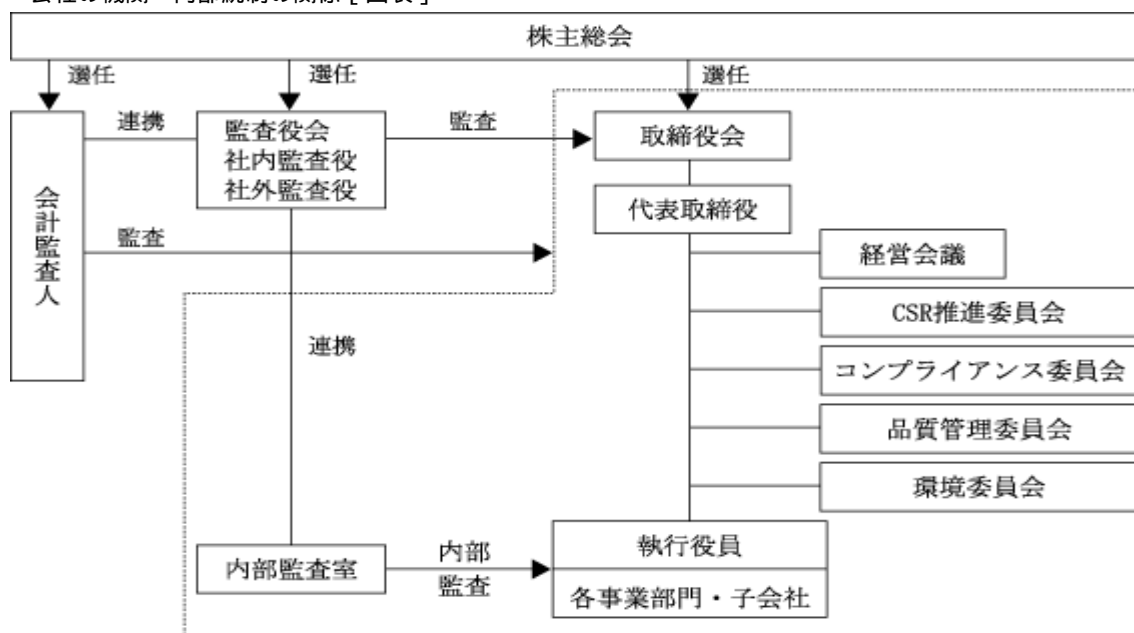 会社の機関・内部統制の関係［図表］
株主総会
選任
選任
選任
連携
監査役会
社内監査役
社外監査役
監査
取締役会
会計監査人
代表取締役
監査
経営会議
CSR推進委員会
連携
コンプライアンス委員会
品質管理委員会
環境委員会
内部監査室
内部
監査
執行役員
各事業部門・子会社